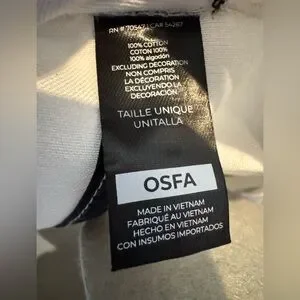 RN # 70547 | CA# 54267
100% COTTON
COTON 100%
100% algodón
EXCLUDING DECORATION
NON COMPRIS
LA DÉCORATION
EXCLUYENDO LA
DECORACIÓN.
TAILLE UNIQUE
UNITALLA
OSFA
MADE IN VIETNAM
FABRIQUÉ AU VIETNAM
HECHO EN VIETNAM
CON INSUMOS IMPORTADOS